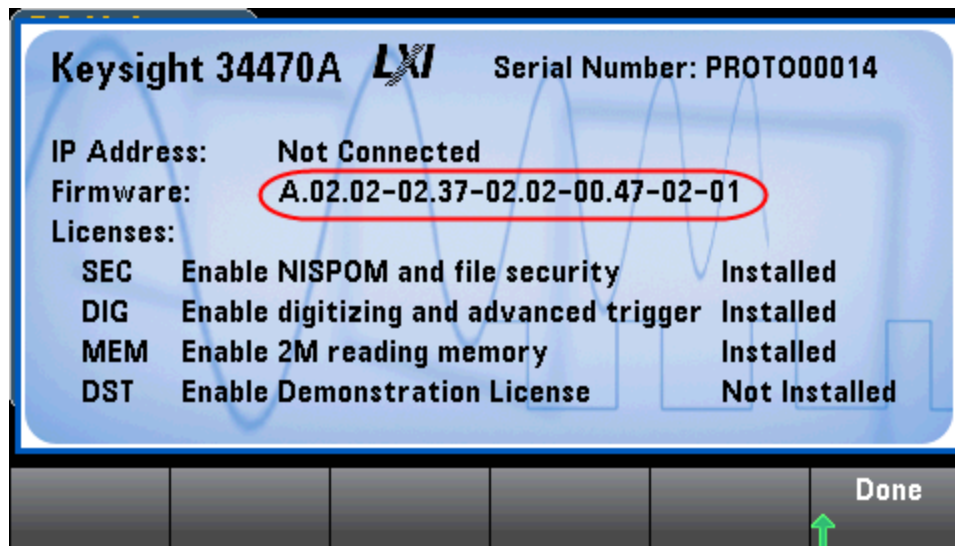 Keysight 34470A LXI Serial Number: PROTO00014
IP Address: Not Connected
Firmware: A.02.02-02.37-02.02-00.47-02-01
Licenses:
SEC Enable NISPOM and file security Installed
DIG Enable digitizing and advanced trigger Installed
MEM Enable 2M reading memory Installed
DST Enable Demonstration License Not Installed
Done